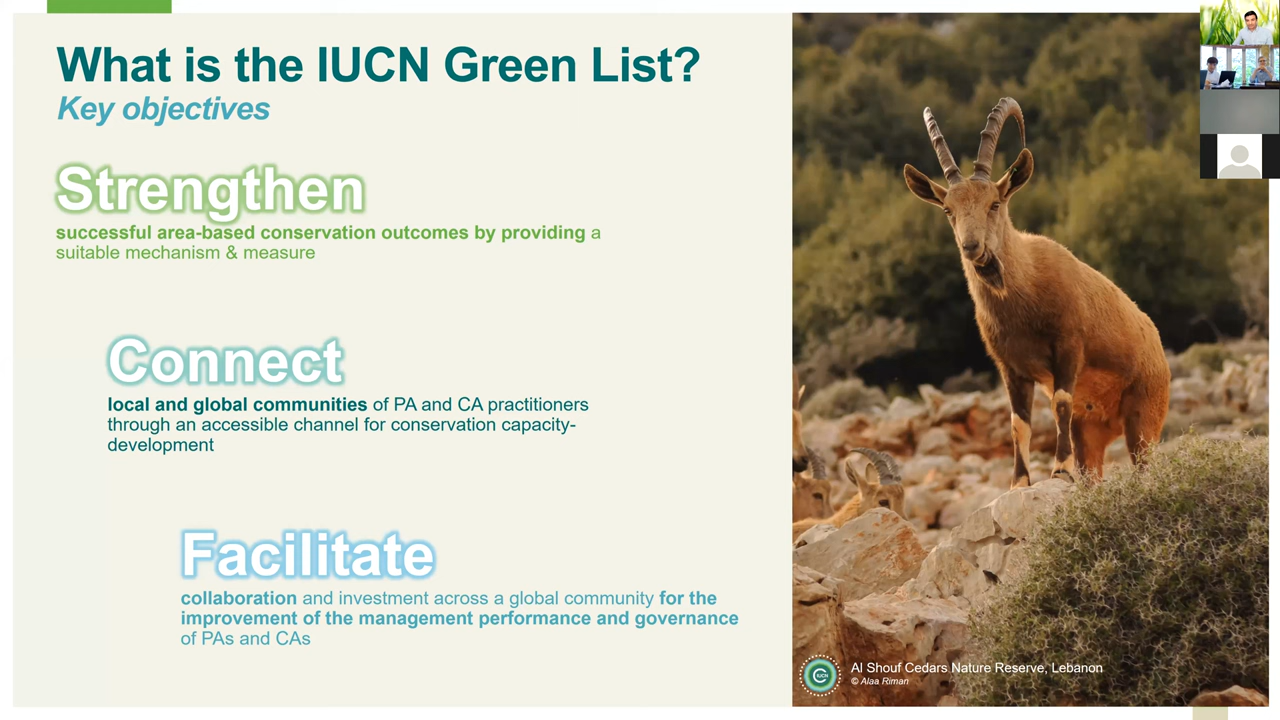 What is the IUCN Green List?
Key objectives
Strengthen
successful area-based conservation outcomes by providing a
suitable mechanism & measure
Connect
local and global communities of PA and CA practitioners
through an accessible channel for conservation capacity-
development
Facilitate
collaboration and investment across a global community for the
improvement of the management performance and governance
of PAs and CAs
IUCN
Al Shouf Cedars Nature Reserve, Lebanon
© Alaa Riman